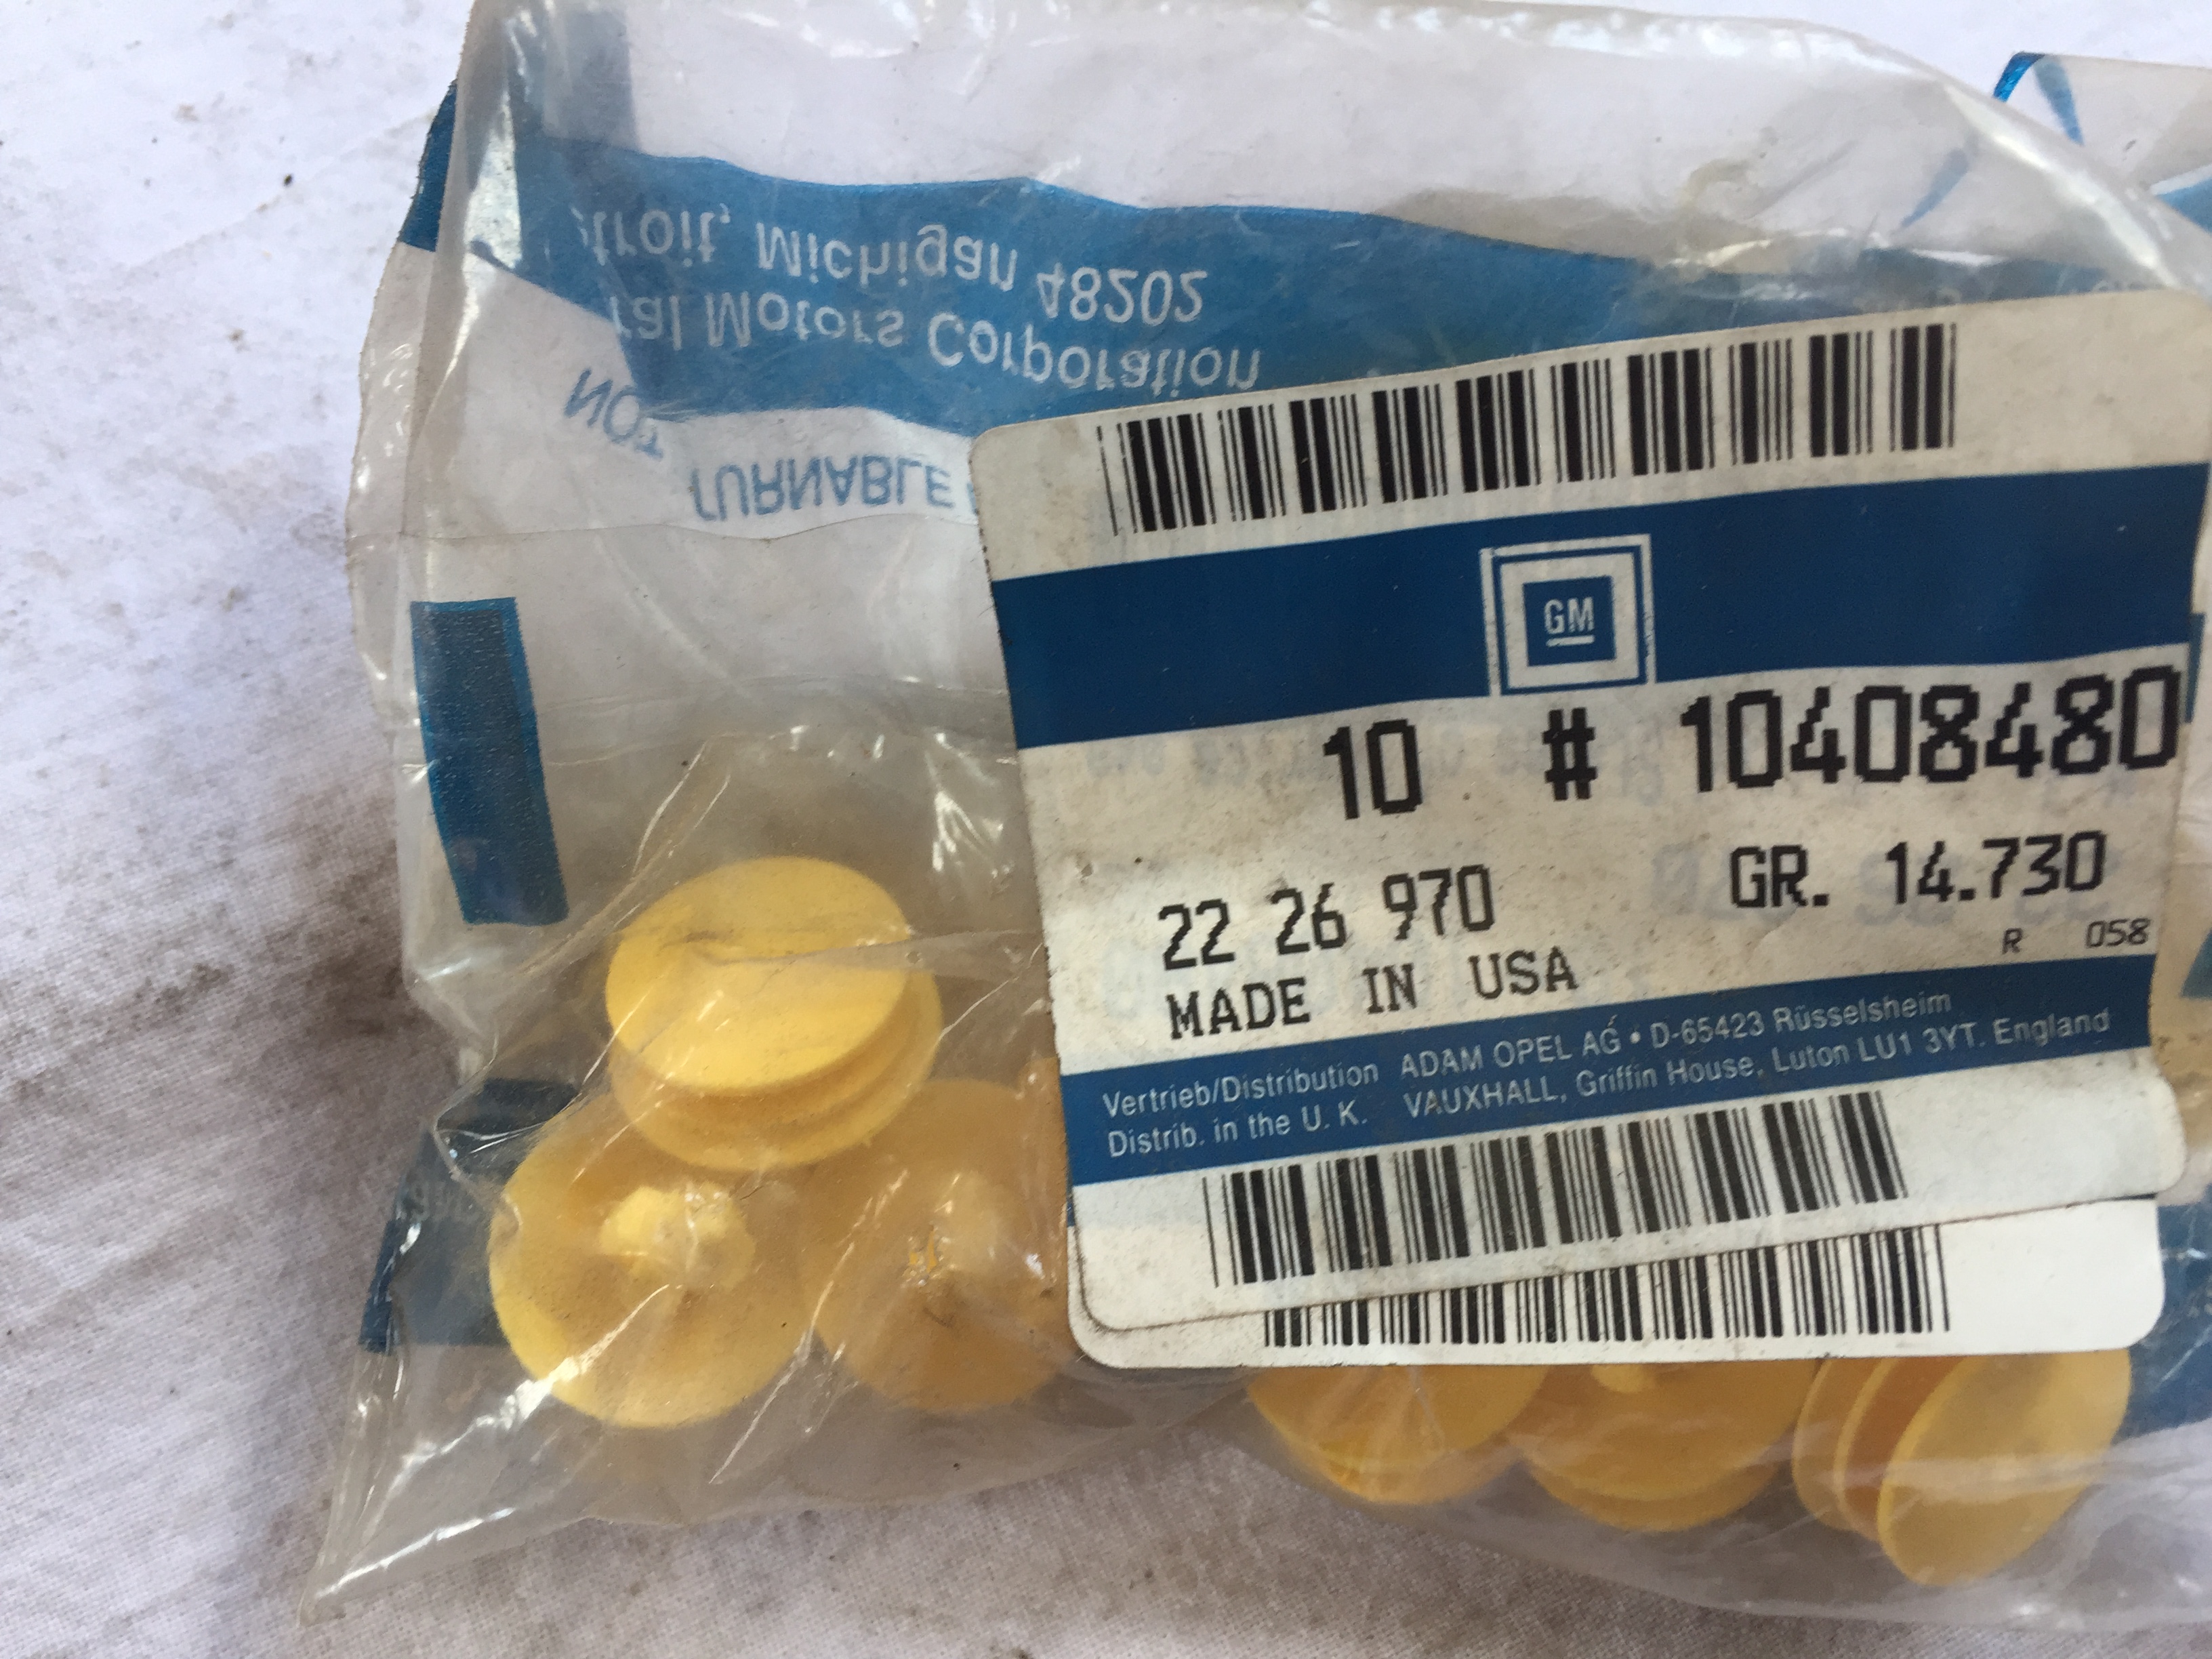 troit, Michigan 48202
ral Motors Corporation
NOT
TURNABLE
GM
10 # 10408480
22 26 970 GR. 14.730
R 058
MADE IN USA
Vertrieb/Distribution ADAM OPEL AG • D-65423 Rüsselsheim
Distrib. in the U. K. VAUXHALL, Griffin House, Luton LU1 3YT. England